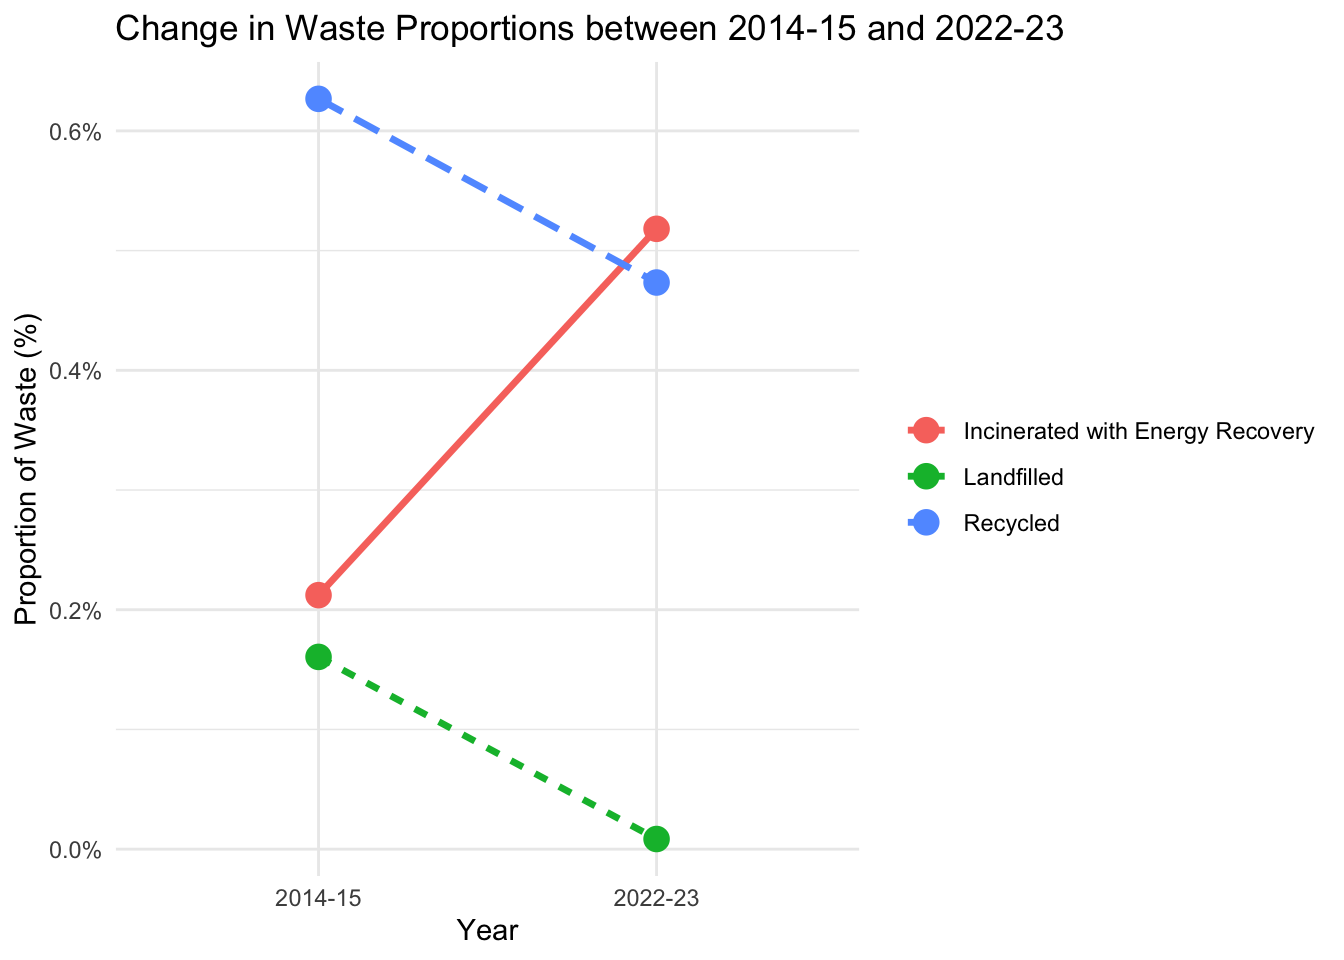 Change in Waste Proportions between 2014-15 and 2022-23
Proportion of Waste (%)
0.6%
0.4%
0.2%
0.0%
2014-15
2022-23
Year
Incinerated with Energy Recovery
Landfilled
Recycled